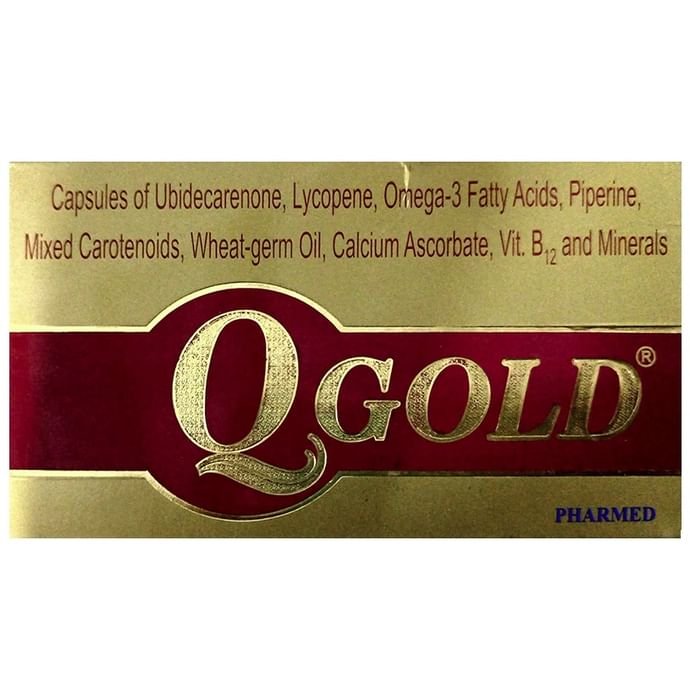 Capsules of Ubidecarenone, Lycopene, Omega-3 Fatty Acids, Piperine,
Mixed Carotenoids, Wheat-germ Oil, Calcium Ascorbate, Vit. B12 and Minerals
QGOLD®
PHARMED